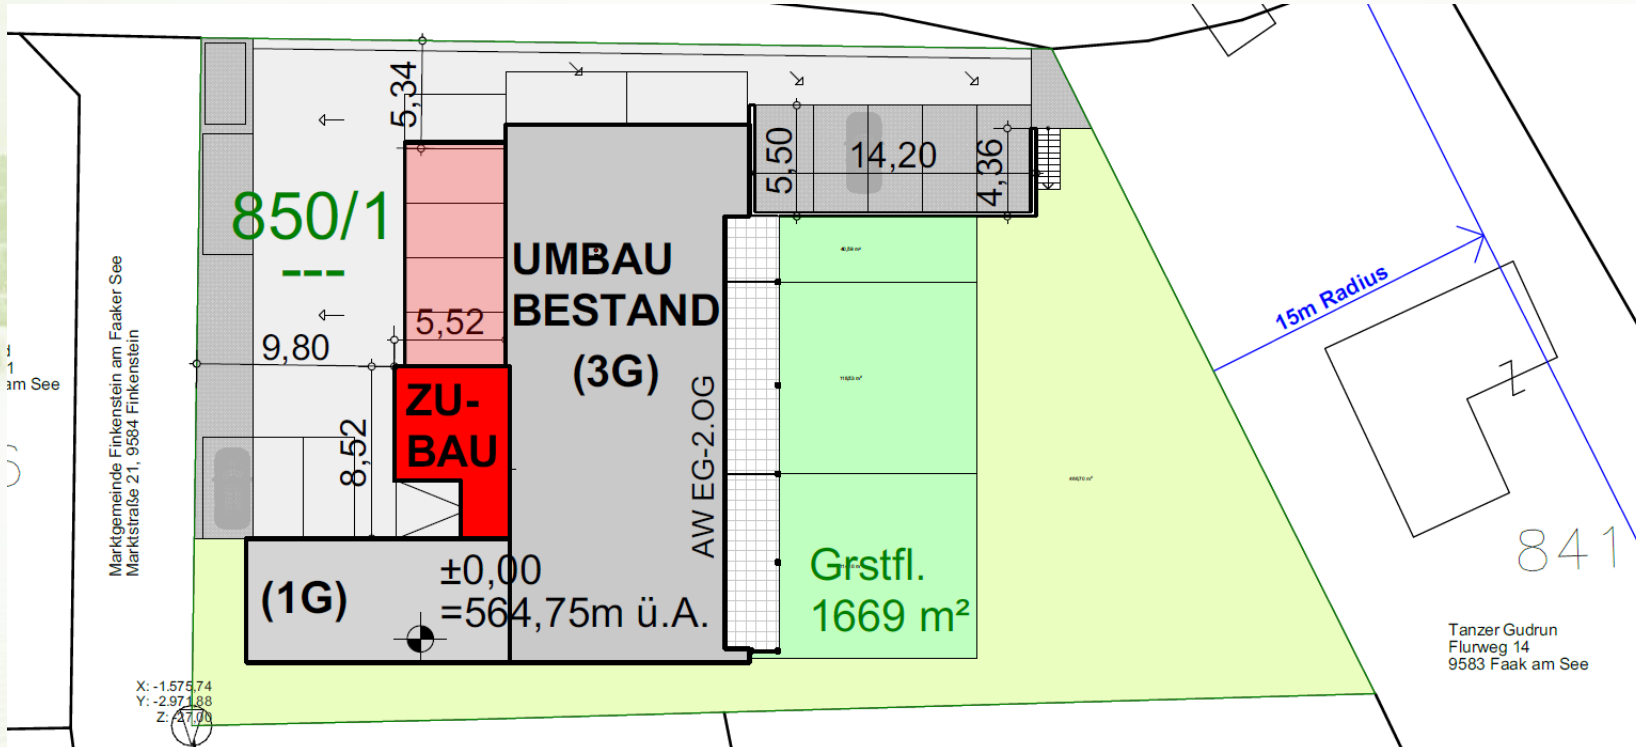 5,34
5,50
14,20
4,36
850/1
---
UMBAU
BESTAND
(3G)
15m Radius
5,52
9,80
ZU-
BAU
8,52
AW EG-2.OG
Marktgemeinde Finkenstein am Faaker See
Marktstraße 21, 9584 Finkenstein
am See
(1G)
±0,00
=564,75m ü.A.
Grstfl.
1669 m²
841
Tanzer Gudrun
Flurweg 14
9583 Faak am See
X: -1.575,74
Y: -2.971,88
Z: -27,00